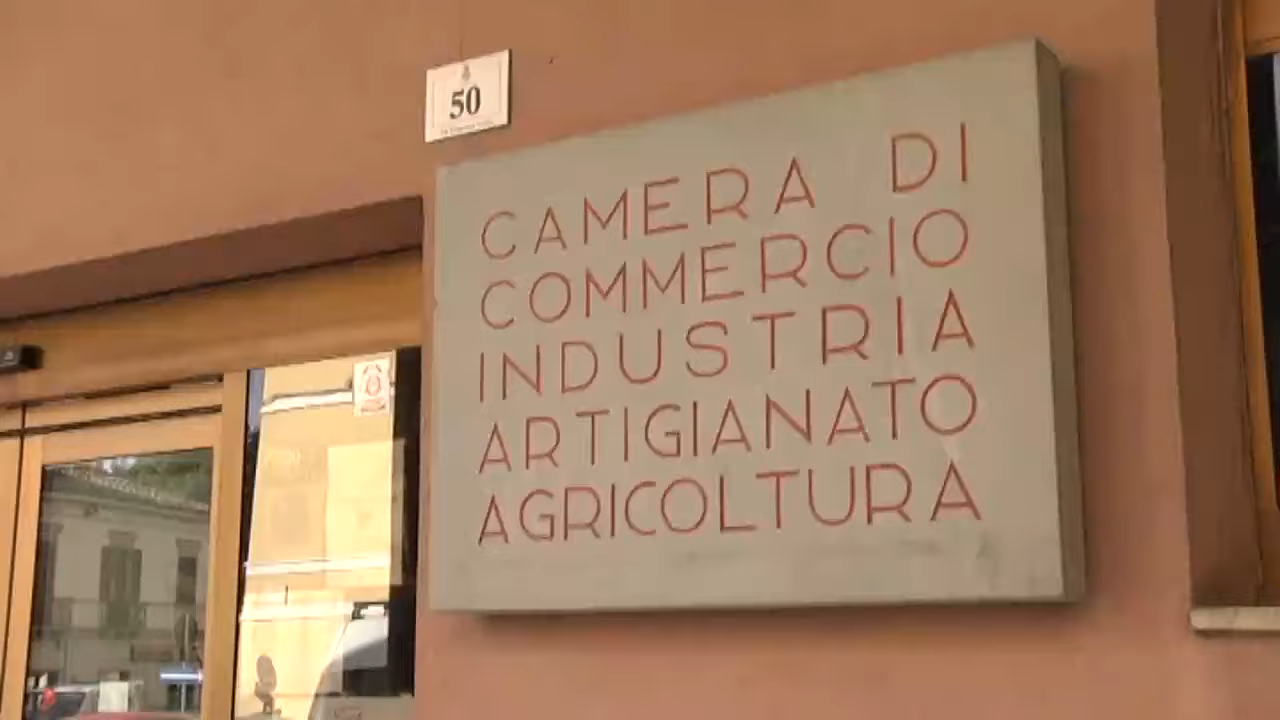 50
CAMERA DI
COMMERCIO
INDUSTRIA
ARTIGIANATO
AGRICOLTURA